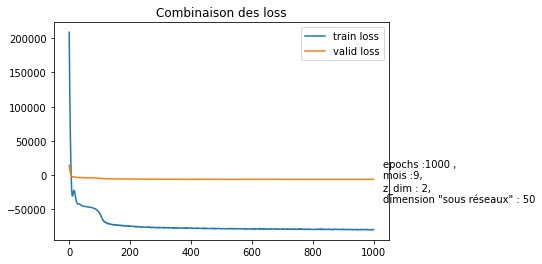 Combinaison des loss
train loss
valid loss
200000
150000
100000
50000
0
−50000
0
200
400
600
800
1000
epochs :1000 ,
mois :9,
z_dim : 2,
dimension "sous réseaux" : 50